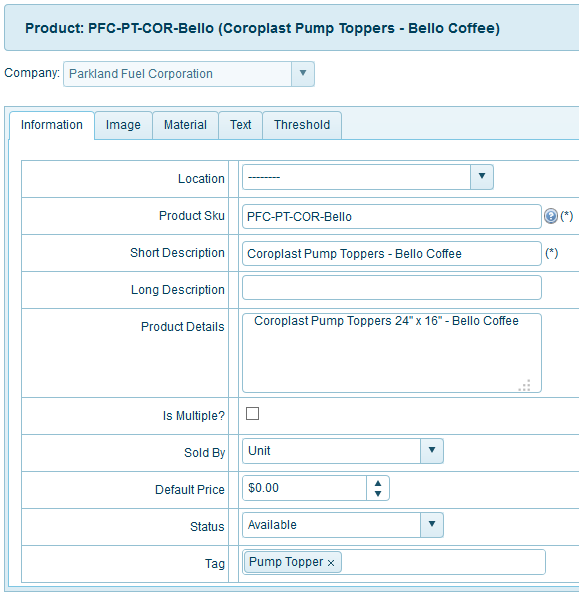 Product: PFC-PT-COR-Bello (Coroplast Pump Toppers - Bello Coffee)
Company: Parkland Fuel Corporation
Information Image Material Text Threshold
Location --------
Product Sku PFC-PT-COR-Bello ? (*)
Short Description Coroplast Pump Toppers - Bello Coffee (*)
Long Description
Product Details Coroplast Pump Toppers 24" x 16" - Bello Coffee
Is Multiple?
Sold By Unit
Default Price $0.00
Status Available
Tag Pump Topper ×